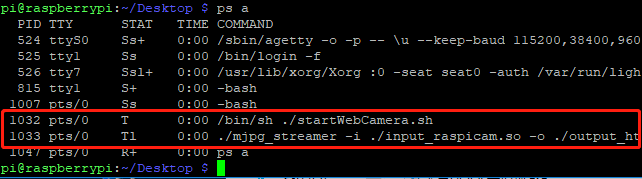 pi@raspberrypi:~/Desktop $ ps a
PID TTY STAT TIME COMMAND
524 ttyS0 Ss+ 0:00 /sbin/agetty -o -p -- \u --keep-baud 115200,38400,960
525 tty1 Ss 0:00 /bin/login -f
526 tty7 Ssl+ 0:00 /usr/lib/xorg/Xorg :0 -seat seat0 -auth /var/run/ligh
815 tty1 S+ 0:00 -bash
1007 pts/0 Ss 0:00 -bash
1032 pts/0 T 0:00 /bin/sh ./startWebCamera.sh
1033 pts/0 Tl 0:00 ./mjpg_streamer -i ./input_raspicam.so -o ./output_ht
1047 pts/0 R+ 0:00 ps a
pi@raspberrypi:~/Desktop $